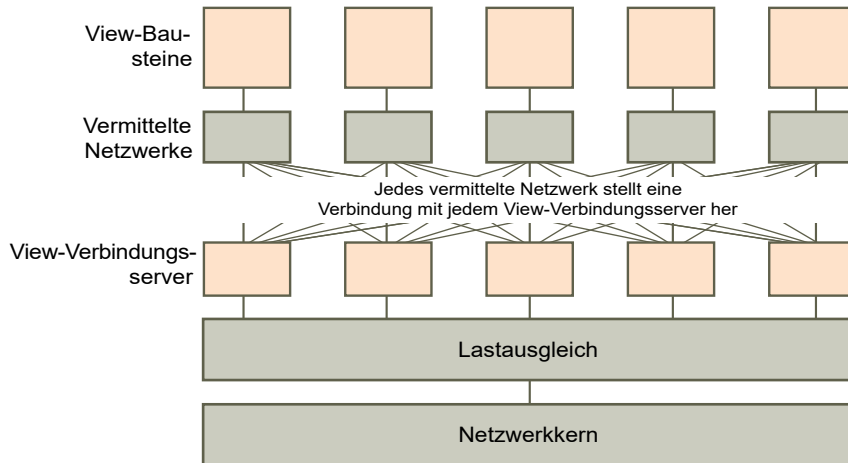 View-Bau-
steine
Vermittelte
Netzwerke
Jedes vermittelte Netzwerk stellt eine
Verbindung mit jedem View-Verbindungsserver her
View-Verbindungs-
server
Lastausgleich
Netzwerkkern